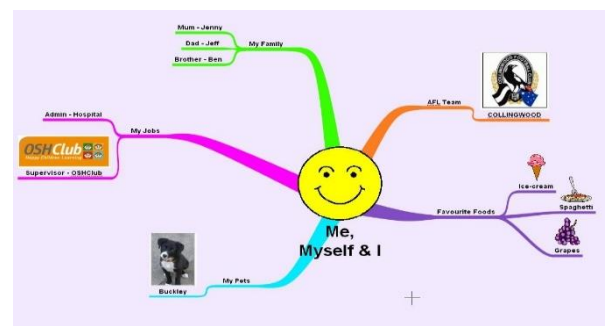 Mum - Jenny
Dad - Jeff
Brother - Ben
My Family
AFL Team
COLLINGWOOD
Admin - Hospital
My Jobs
OSHClub
Supervisor - OSHClub
Ice-cream
Favourite Foods
Spaghetti
Grapes
Me,
Myself & I
My Pets
Buckley